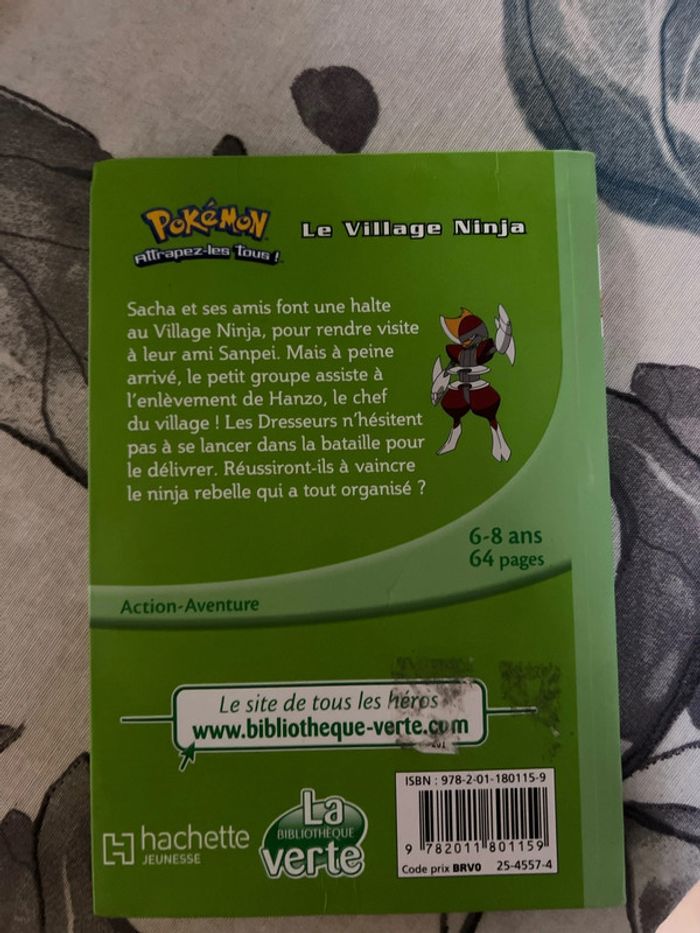 POKéMON
Attrapez-les Tous !
Le Village Ninja
Sacha et ses amis font une halte
au Village Ninja, pour rendre visite
à leur ami Sanpei. Mais à peine
arrivé, le petit groupe assiste à
l'enlèvement de Hanzo, le chef
du village ! Les Dresseurs n'hésitent
pas à se lancer dans la bataille pour
le délivrer. Réussiront-ils à vaincre
le ninja rebelle qui a tout organisé ?
6-8 ans
64 pages
Action-Aventure
Le site de tous les héros
www.bibliotheque-verte.com
hachette
JEUNESSE
La
BIBLIOTHÈQUE
verte
ISBN : 978-2-01-180115-9
9 782011 801159
Code prix BRV0 25-4557-4